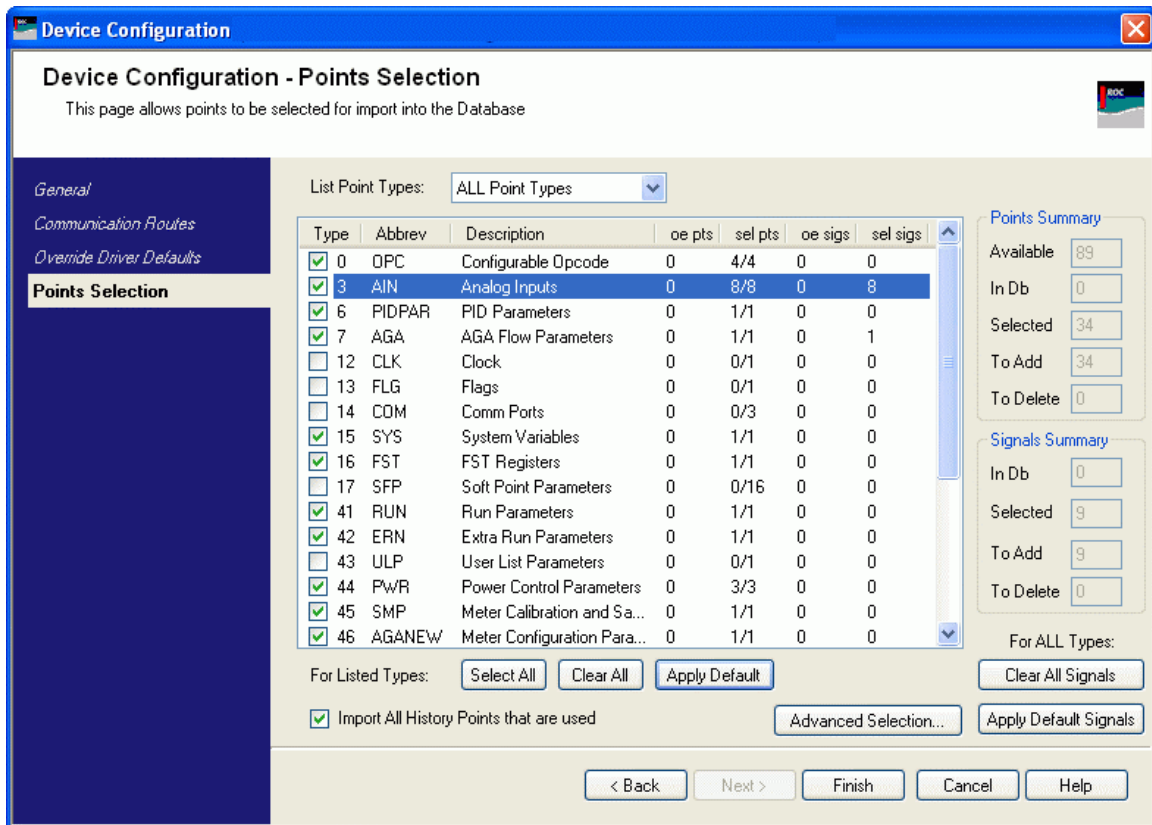 Device Configuration
Device Configuration - Points Selection
This page allows points to be selected for import into the Database
ROC
General
Communication Routes
Override Driver Defaults
Points Selection
List Point Types: ALL Point Types
Type Abbrev Description oe pts sel pts oe sigs sel sigs
0 OPC Configurable Opcode 0 4/4 0 0
3 AIN Analog Inputs 0 8/8 0 8
6 PIDPAR PID Parameters 0 1/1 0 0
7 AGA AGA Flow Parameters 0 1/1 0 1
12 CLK Clock 0 0/1 0 0
13 FLG Flags 0 0/1 0 0
14 COM Comm Ports 0 0/3 0 0
15 SYS System Variables 0 1/1 0 0
16 FST FST Registers 0 1/1 0 0
17 SFP Soft Point Parameters 0 0/16 0 0
41 RUN Run Parameters 0 1/1 0 0
42 ERN Extra Run Parameters 0 1/1 0 0
43 ULP User List Parameters 0 0/1 0 0
44 PWR Power Control Parameters 0 3/3 0 0
45 SMP Meter Calibration and Sa... 0 1/1 0 0
46 AGANEW Meter Configuration Para... 0 1/1 0 0
Points Summary
Available 89
In Db 0
Selected 34
To Add 34
To Delete 0
Signals Summary
In Db 0
Selected 9
To Add 9
To Delete 0
For Listed Types: Select All Clear All Apply Default
For ALL Types:
Clear All Signals
Import All History Points that are used
Advanced Selection...
Apply Default Signals
< Back Next > Finish Cancel Help